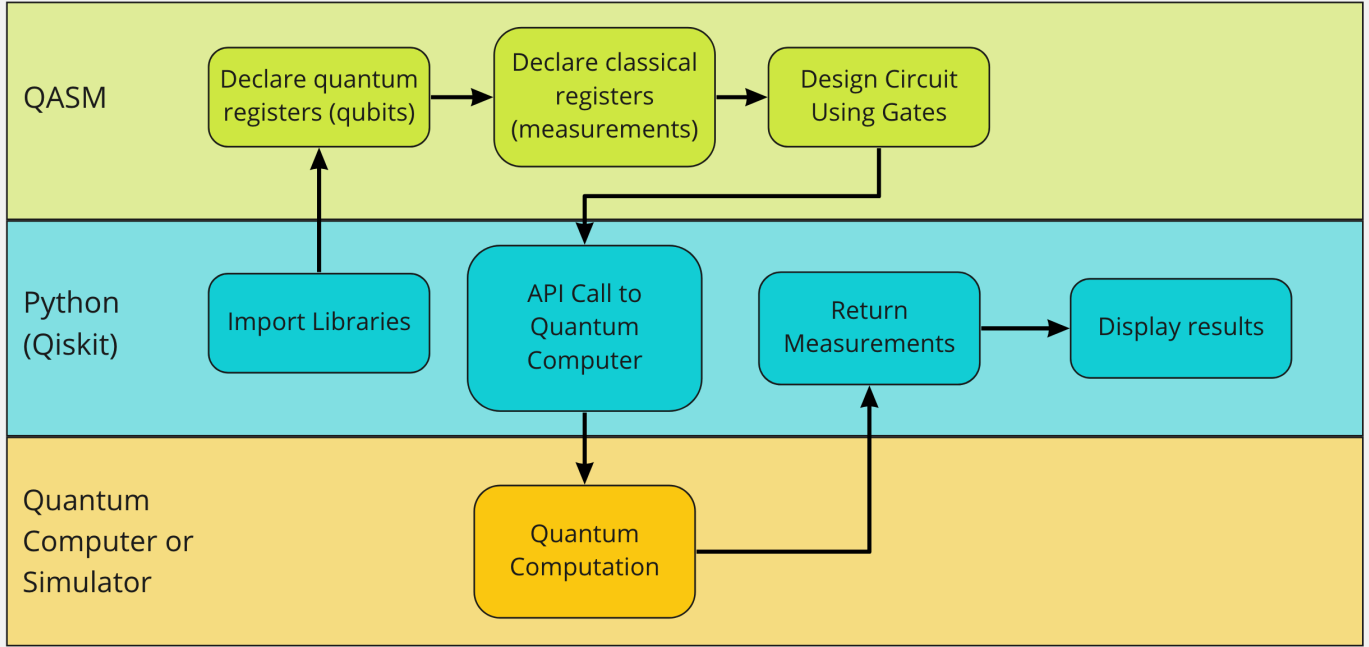 QASM
Declare quantum
registers (qubits)
Declare classical
registers
(measurements)
Design Circuit
Using Gates
Python
(Qiskit)
Import Libraries
API Call to
Quantum
Computer
Return
Measurements
Display results
Quantum
Computer or
Simulator
Quantum
Computation